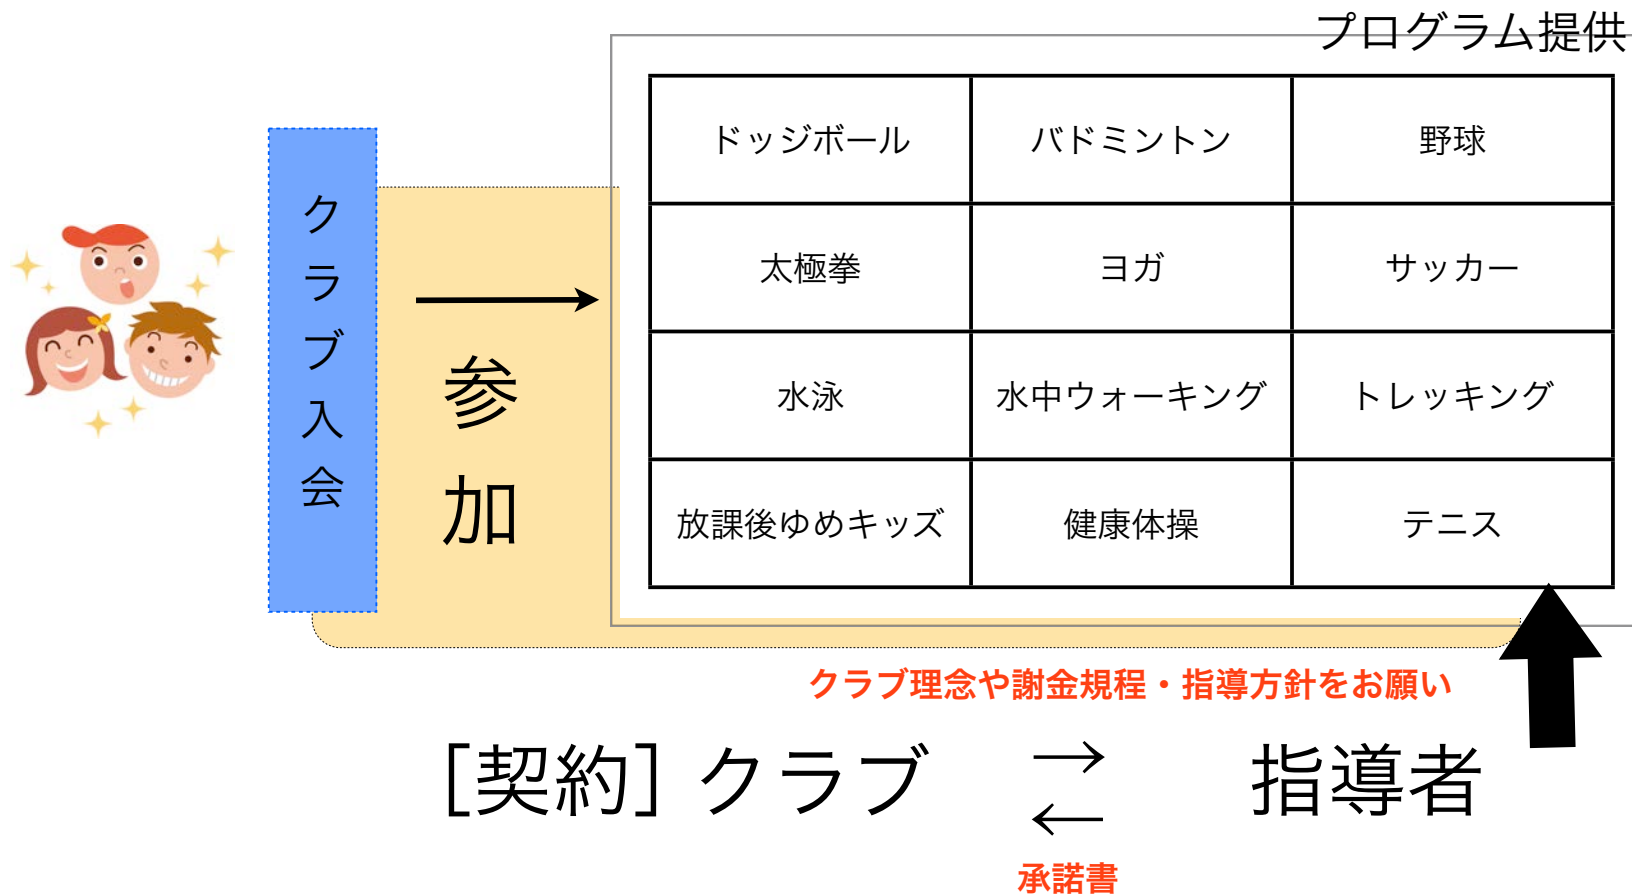 プログラム提供
クラブ入会
参加
ドッジボール
バドミントン
野球
太極拳
ヨガ
サッカー
水泳
水中ウォーキング
トレッキング
放課後ゆめキッズ
健康体操
テニス
クラブ理念や謝金規程・指導方針をお願い
[契約] クラブ → 指導者
←
承諾書